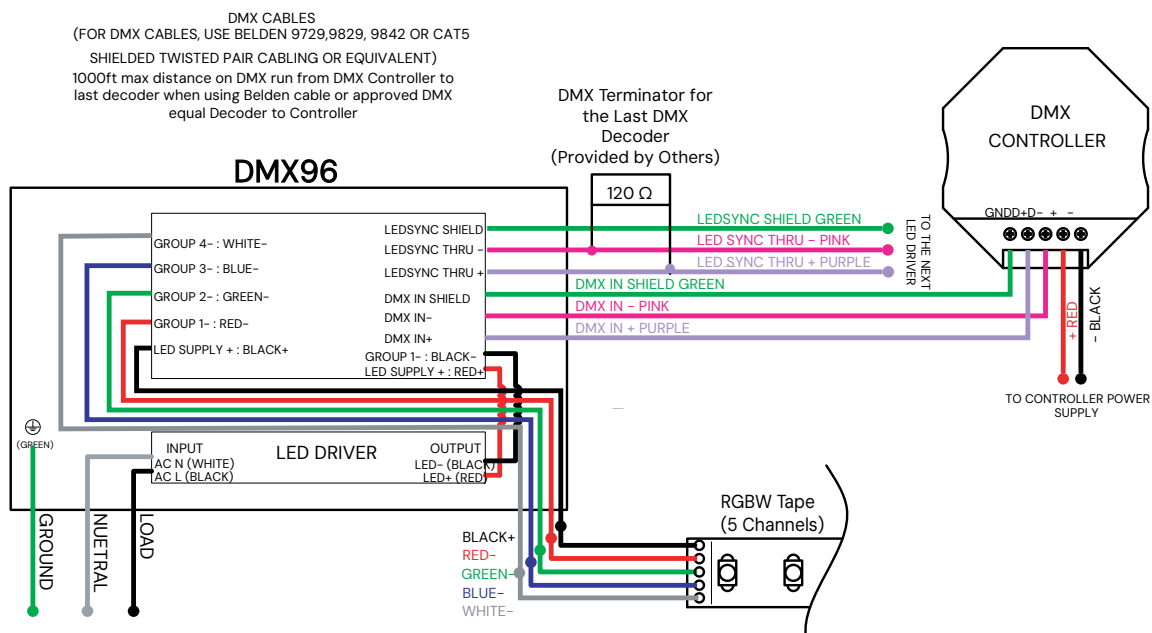 DMX CABLES
(FOR DMX CABLES, USE BELDEN 9729,9829, 9842 OR CAT5
SHIELDED TWISTED PAIR CABLING OR EQUIVALENT)
1000ft max distance on DMX run from DMX Controller to
last decoder when using Belden cable or approved DMX
equal Decoder to Controller
DMX Terminator for
the Last DMX
Decoder
(Provided by Others)
120 Ω
DMX
CONTROLLER
GNDD+D- + -
DMX96
GROUP 4- : WHITE-
GROUP 3- : BLUE-
GROUP 2- : GREEN-
GROUP 1- : RED-
LED SUPPLY + : BLACK+
LEDSYNC SHIELD
LEDSYNC THRU -
LEDSYNC THRU +
DMX IN SHIELD
DMX IN-
DMX IN+
GROUP 1- : BLACK-
LED SUPPLY + : RED+
LEDSYNC SHIELD GREEN
LED SYNC THRU - PINK
LED SYNC THRU + PURPLE
TO THE NEXT
LED DRIVER
DMX IN SHIELD GREEN
DMX IN - PINK
DMX IN + PURPLE
+ RED
- BLACK
TO CONTROLLER POWER
SUPPLY
(GREEN)
INPUT
AC N (WHITE)
AC L (BLACK)
LED DRIVER
OUTPUT
LED- (BLACK)
LED+ (RED)
GROUND
NUETRAL
LOAD
BLACK+
RED-
GREEN-
BLUE-
WHITE-
RGBW Tape
(5 Channels)